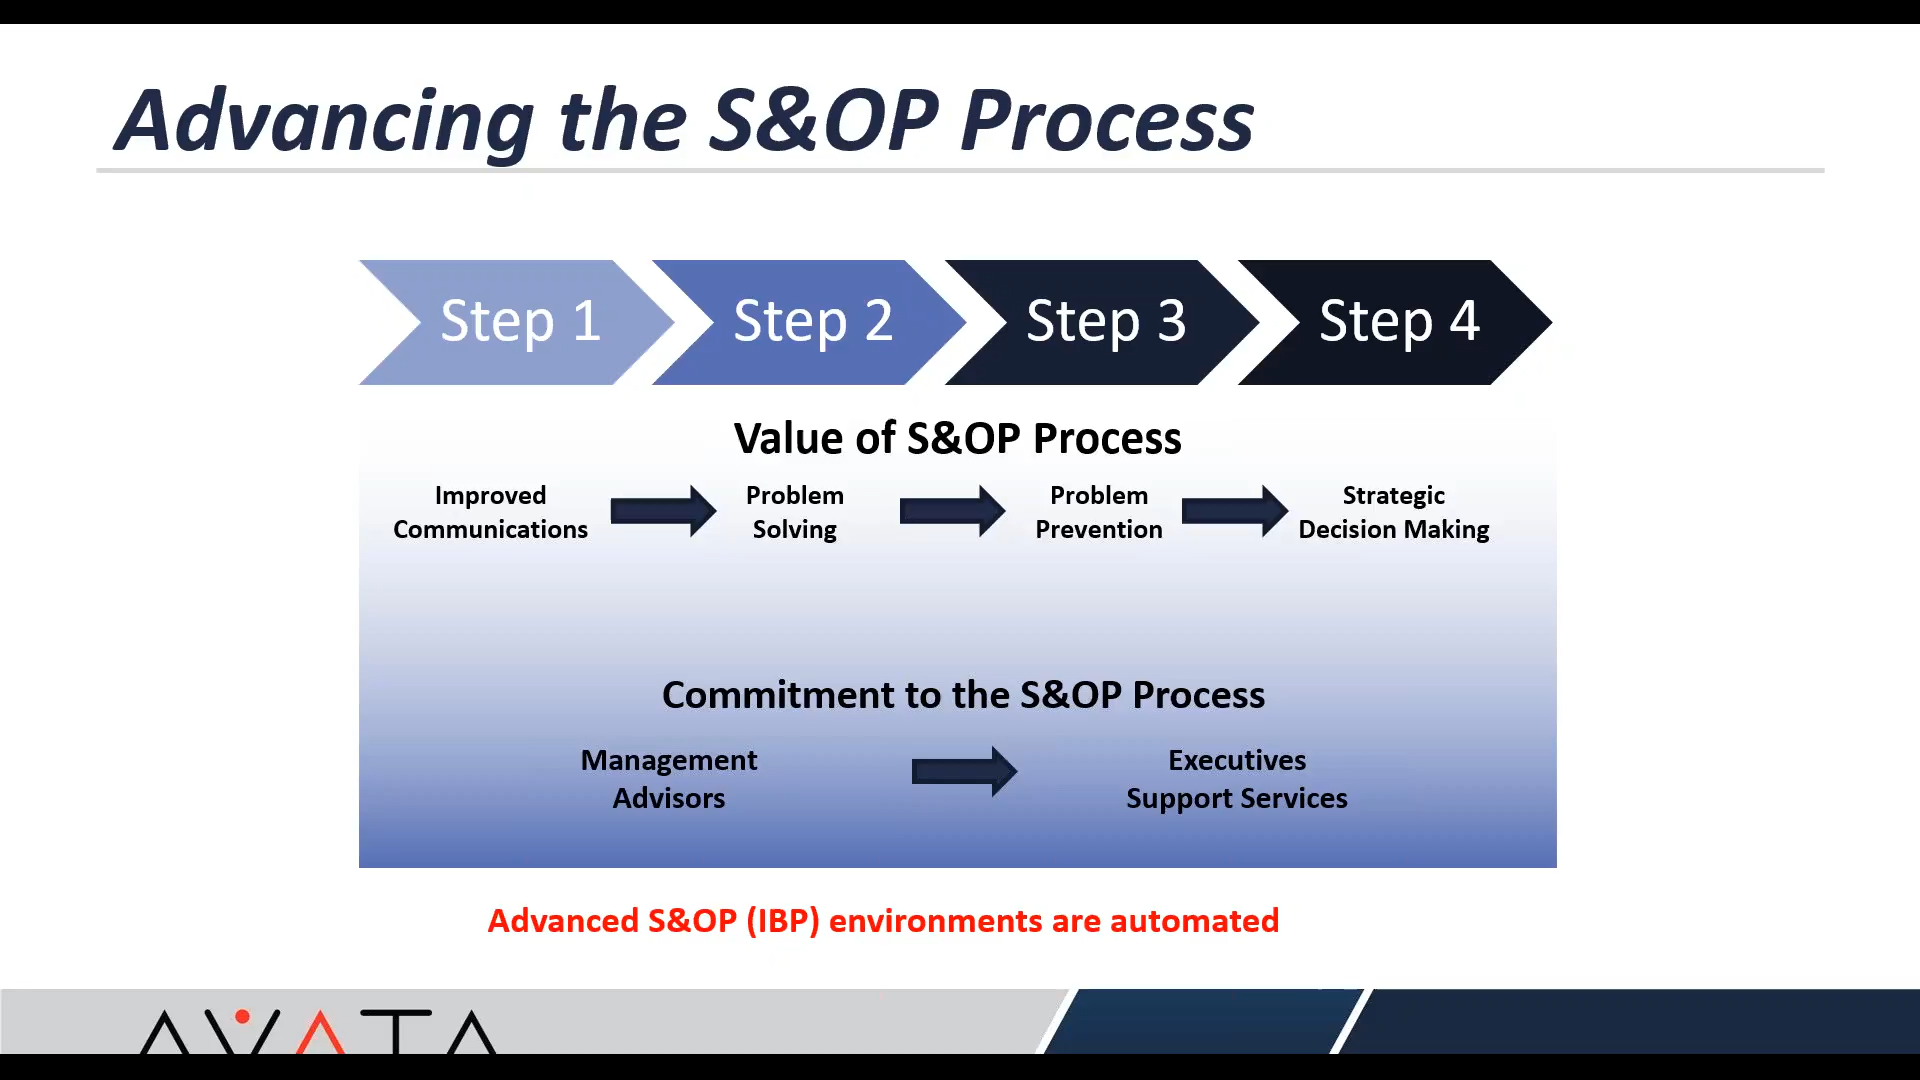 Advancing the S&OP Process
Step 1
Step 2
Step 3
Step 4
Value of S&OP Process
Improved
Communications
Problem
Solving
Problem
Prevention
Strategic
Decision Making
Commitment to the S&OP Process
Management
Advisors
Executives
Support Services
Advanced S&OP (IBP) environments are automated
AVATA